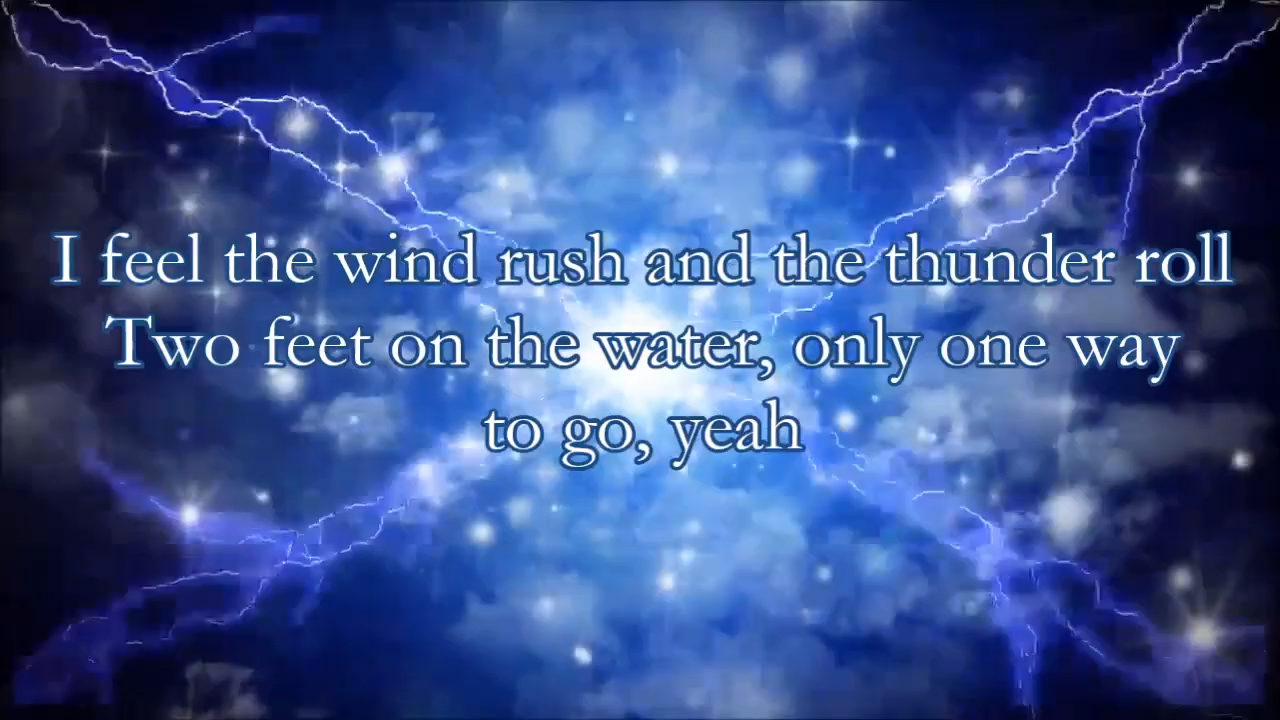 I feel the wind rush and the thunder roll
Two feet on the water, only one way
to go, yeah